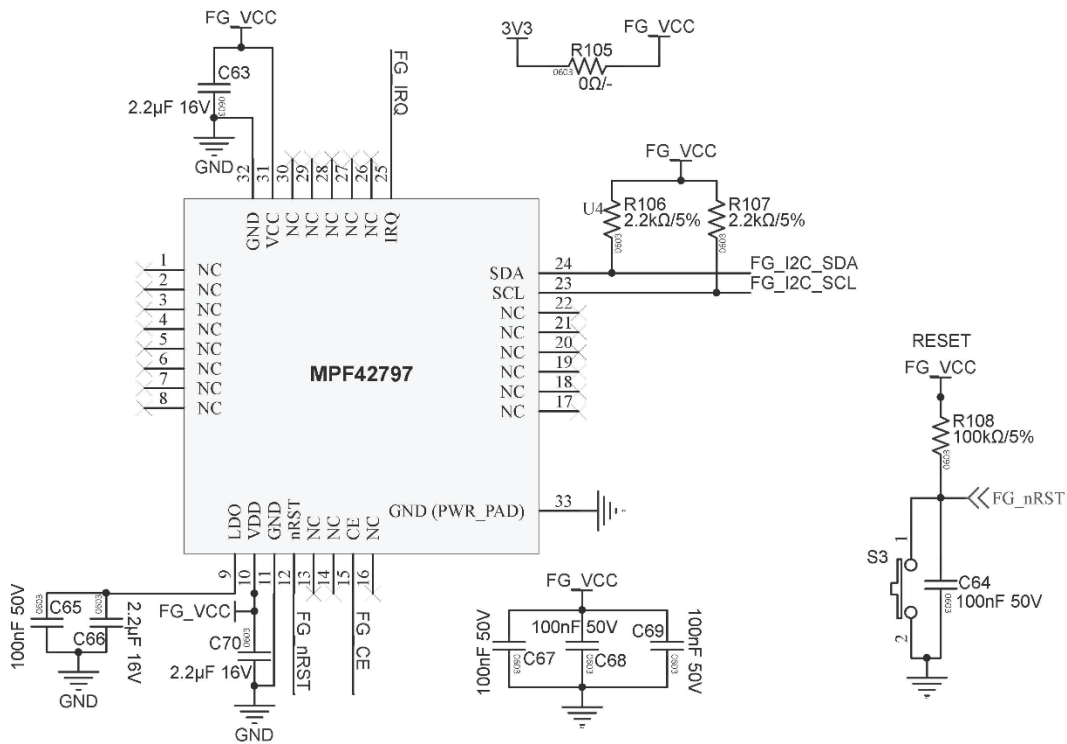 FG_VCC
C63
0603
2.2µF 16V
GND
FG_IRQ
3V3
FG_VCC
R105
0603
0Ω/-
FG_VCC
U4
R106
2.2kΩ/5%
0603
R107
2.2kΩ/5%
0603
32
31
30
29
28
27
26
25
GND
VCC
NC
NC
NC
NC
NC
IRQ
1
NC
2
NC
3
NC
4
NC
5
NC
6
NC
7
NC
8
NC
SDA
24
FG_I2C_SDA
SCL
23
FG_I2C_SCL
NC
22
NC
21
NC
20
NC
19
NC
18
NC
17
MPF42797
GND (PWR_PAD)
33
LDO
VDD
GND
nRST
NC
NC
CE
NC
9
10
11
12
13
14
15
16
100nF 50V
C65
0603
C66
0603
2.2µF 16V
GND
FG_VCC
C70
0603
2.2µF 16V
GND
FG_nRST
FG_CE
FG_VCC
100nF 50V
C67
0603
100nF 50V
C68
0603
C69
0603
100nF 50V
RESET
FG_VCC
R108
100kΩ/5%
0603
FG_nRST
S3
1
2
C64
100nF 50V
0603